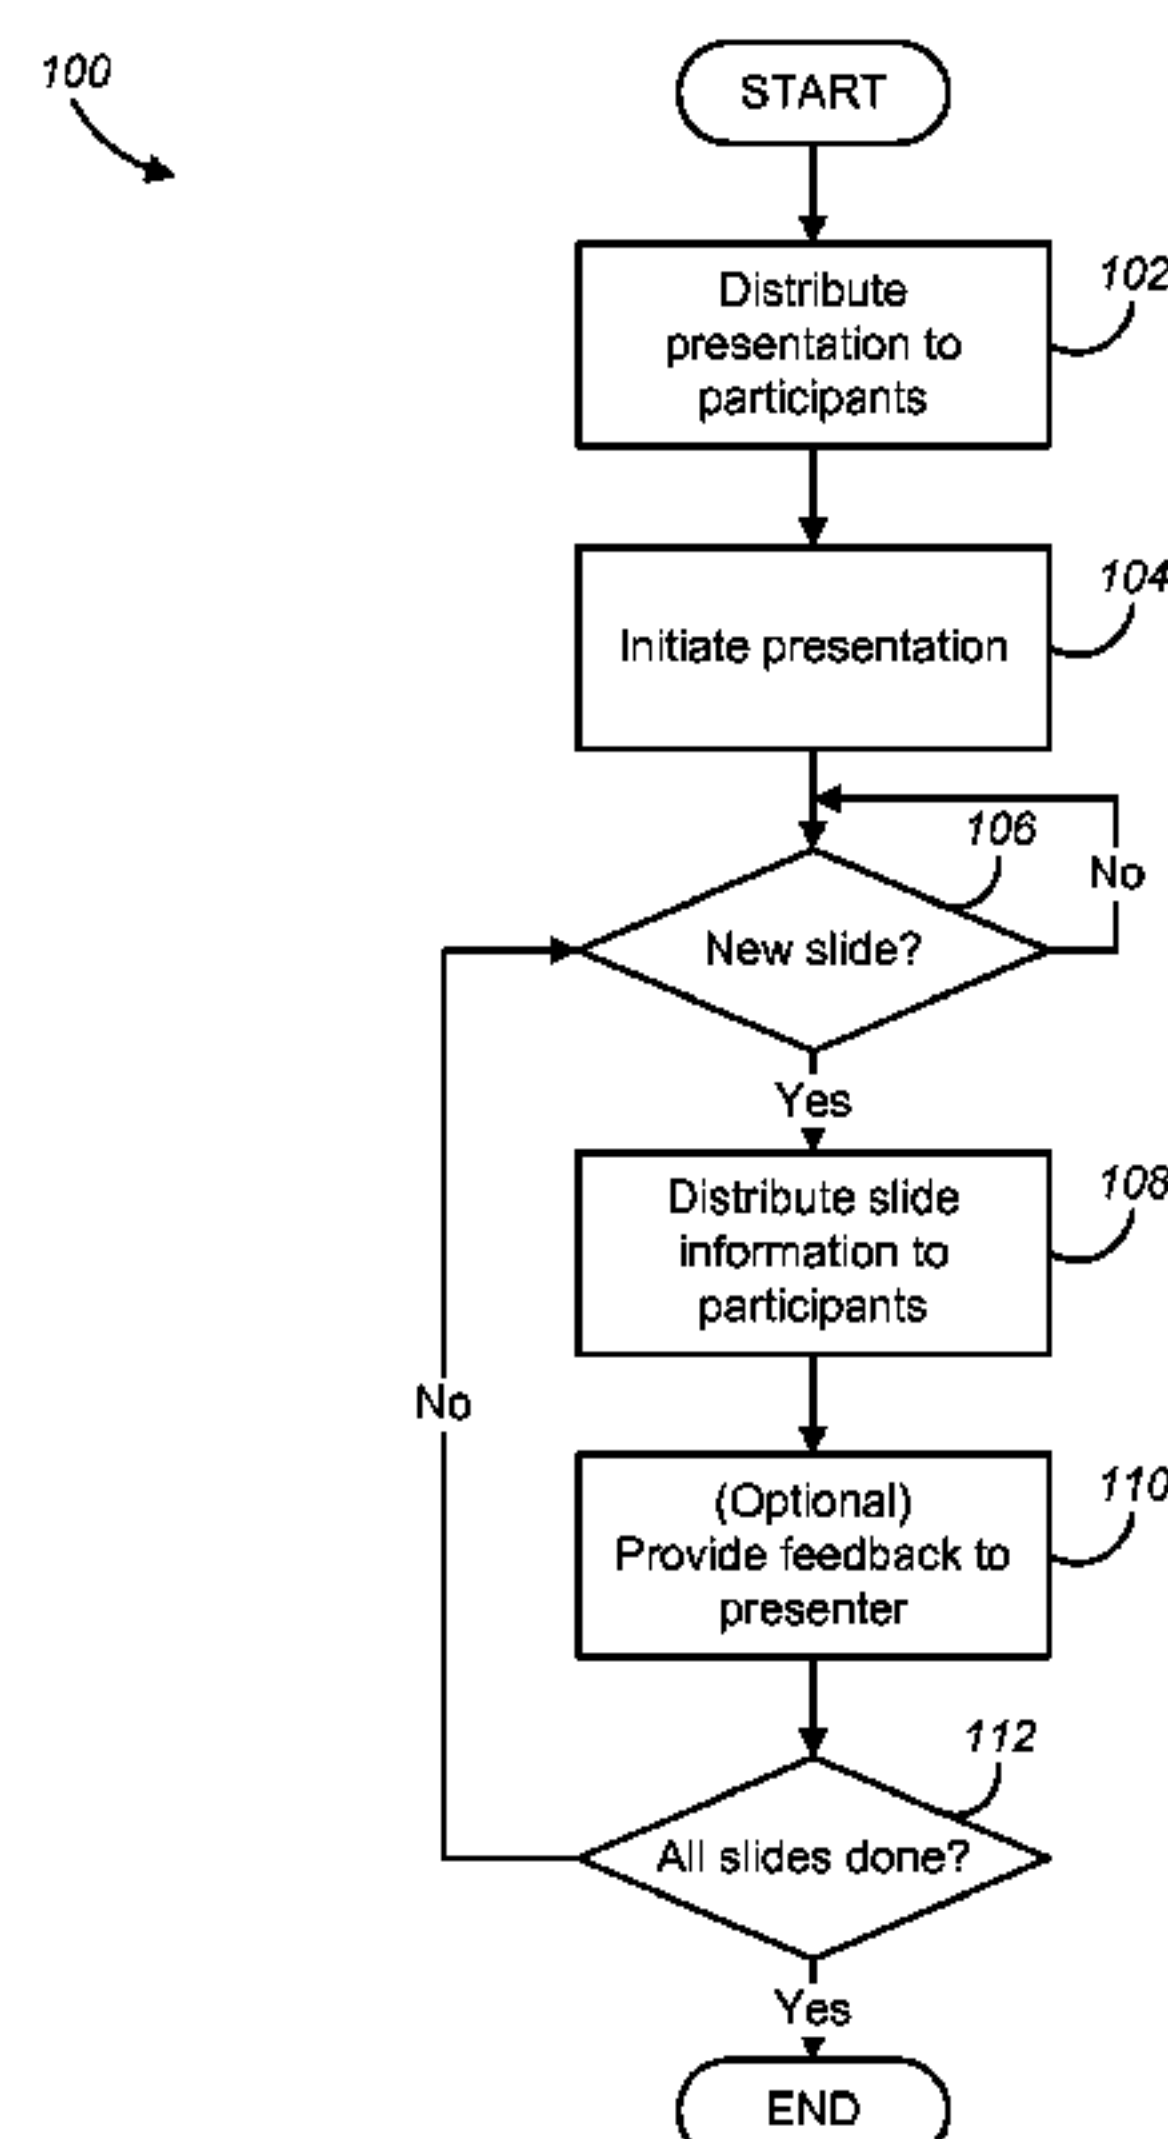 100
START
Distribute
presentation to
participants
102
Initiate presentation
104
106
No
New slide?
Yes
Distribute slide
information to
participants
108
No
(Optional)
Provide feedback to
presenter
110
112
All slides done?
Yes
END